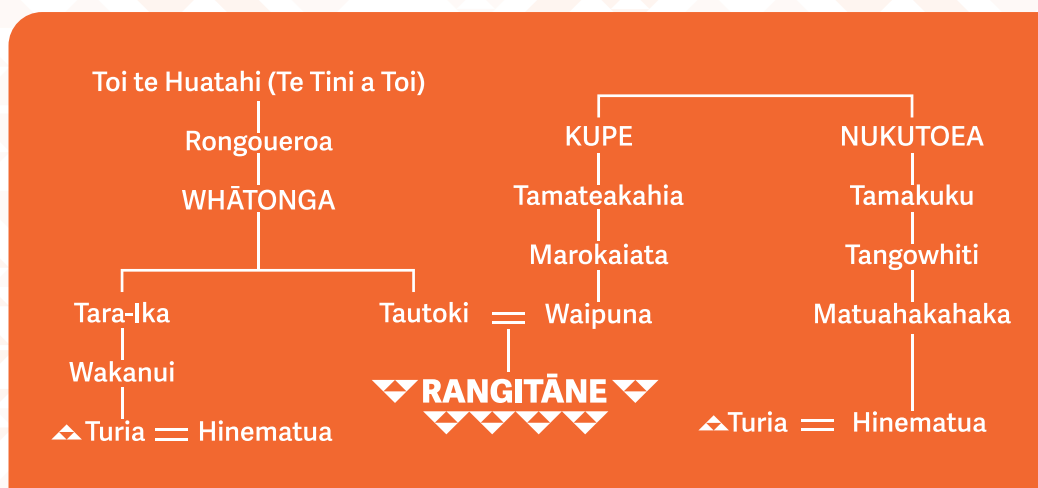 Toi te Huatahi (Te Tini a Toi)
Rongoueroa
WHĀTONGA
Tara-Ika
Wakanui
Turia = Hinematua
Tautoki = Waipuna
RANGITĀNE
KUPE
Tamateakahia
Marokaiata
NUKUTOEA
Tamakuku
Tangowhiti
Matuahakahaka
Turia = Hinematua